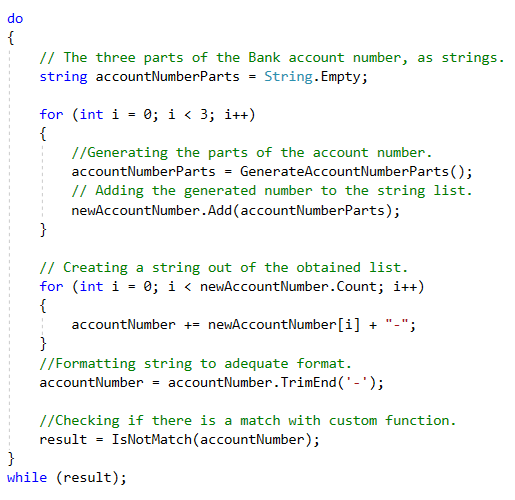 do
{
// The three parts of the Bank account number, as strings.
string accountNumberParts = String.Empty;
for (int i = 0; i < 3; i++)
{
//Generating the parts of the account number.
accountNumberParts = GenerateAccountNumberParts();
// Adding the generated number to the string list.
newAccountNumber.Add(accountNumberParts);
}
// Creating a string out of the obtained list.
for (int i = 0; i < newAccountNumber.Count; i++)
{
accountNumber += newAccountNumber[i] + "-";
}
//Formatting string to adequate format.
accountNumber = accountNumber.TrimEnd('-');
//Checking if there is a match with custom function.
result = IsNotMatch(accountNumber);
}
while (result);